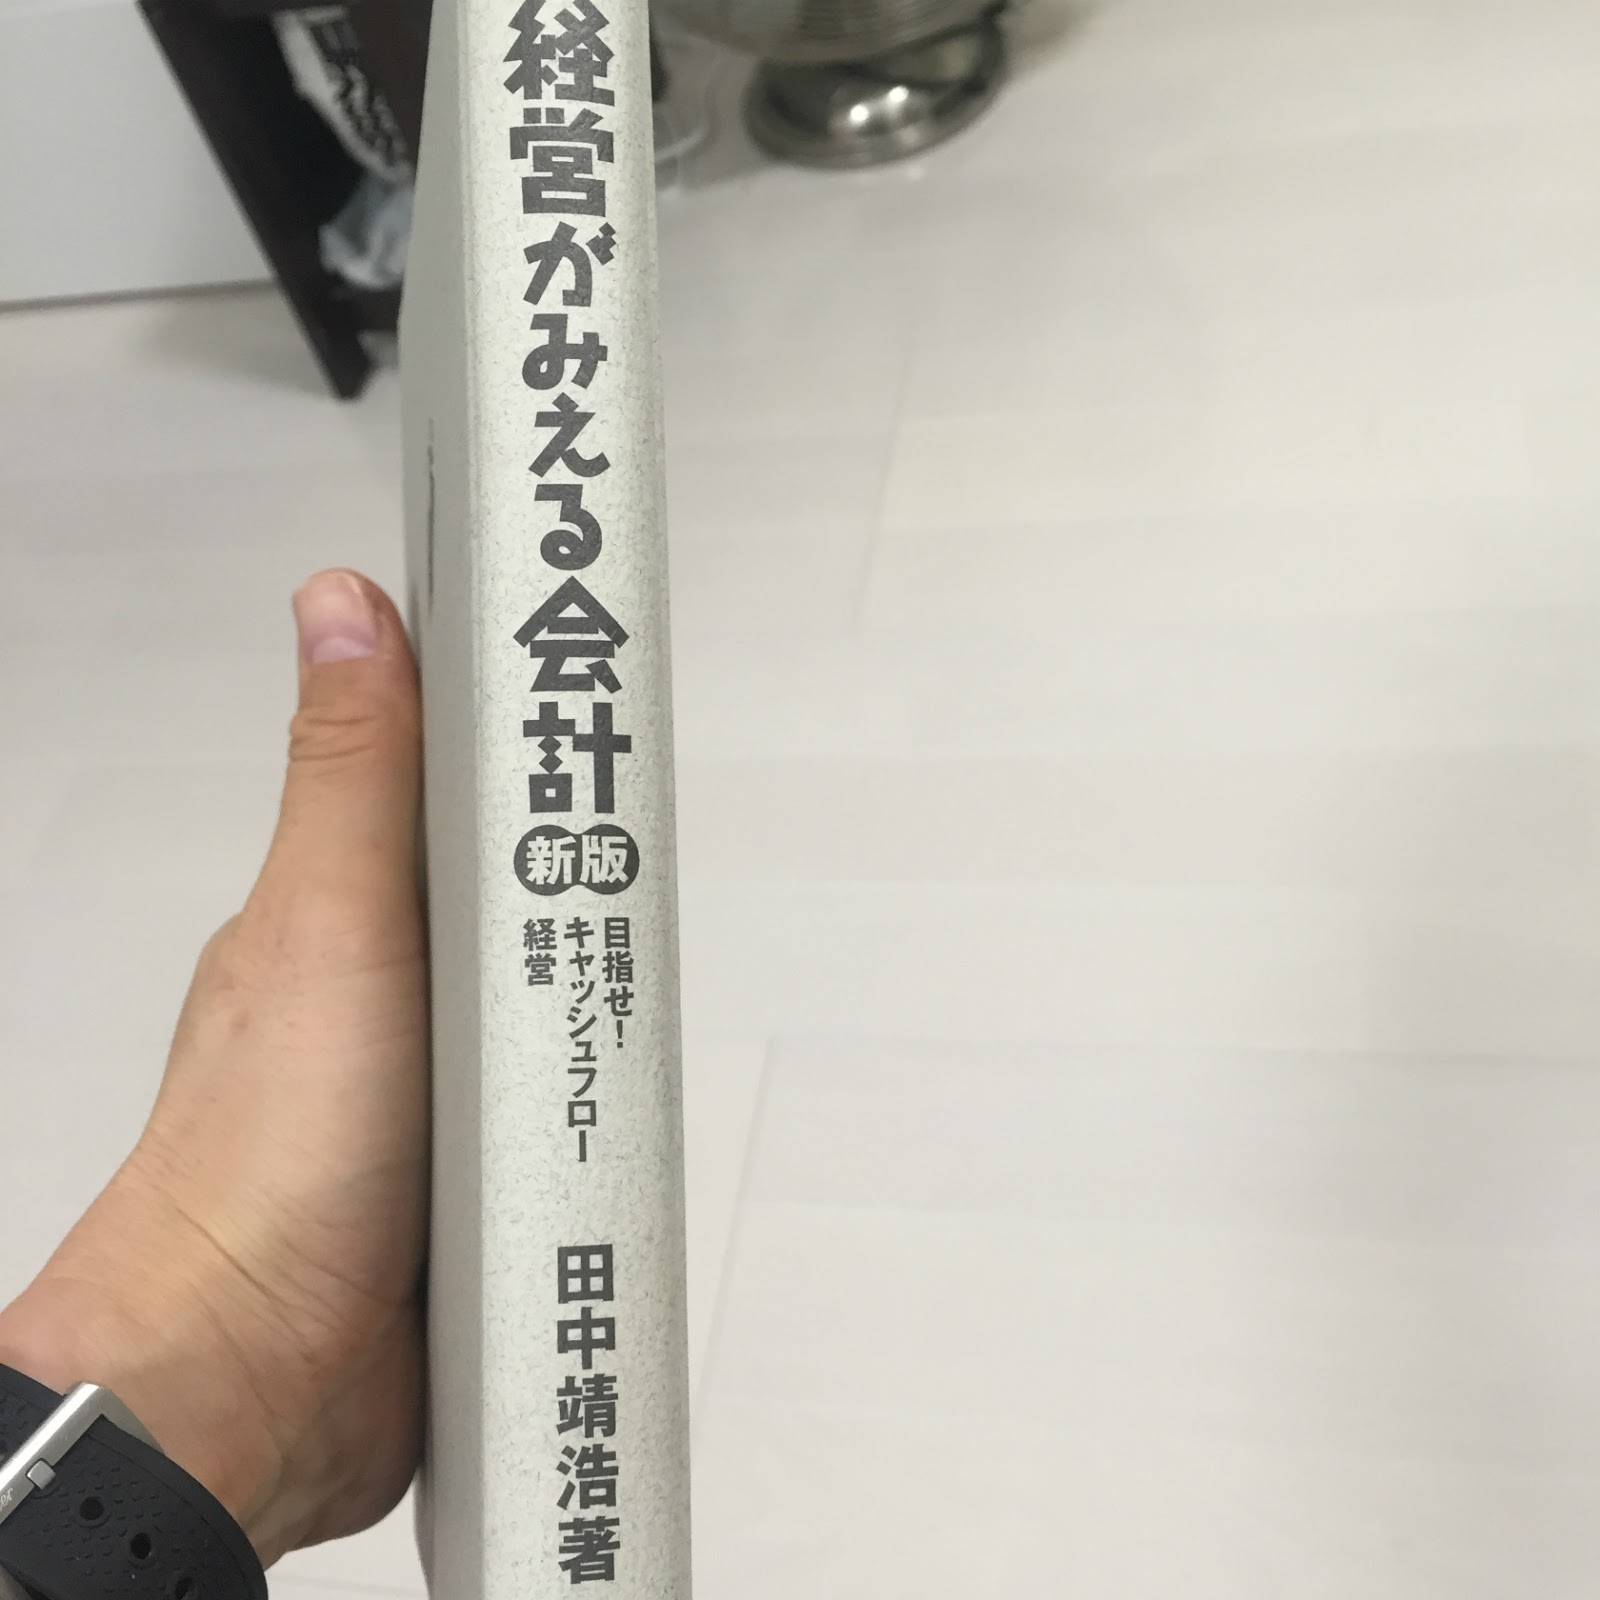 経営がみえる会計
新版
目指せ！
キャッシュフロー
経営
田中靖浩著